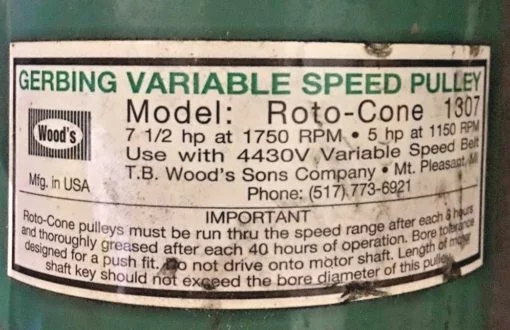 GERBING VARIABLE SPEED PULLEY
Wood's
Model: Roto-Cone 1307
7 1/2 hp at 1750 RPM • 5 hp at 1150 RPM
Use with 4430V Variable Speed Belt
T.B. Wood's Sons Company • Mt. Pleasant, MI
Mfg. in USA
Phone: (517) 773-6921
IMPORTANT
Roto-Cone pulleys must be run thru the speed range after each 8 hours
and thoroughly greased after each 40 hours of operation. Bore tolerance
designed for a push fit. Do not drive onto motor shaft. Length of motor
shaft key should not exceed the bore diameter of this pulley.